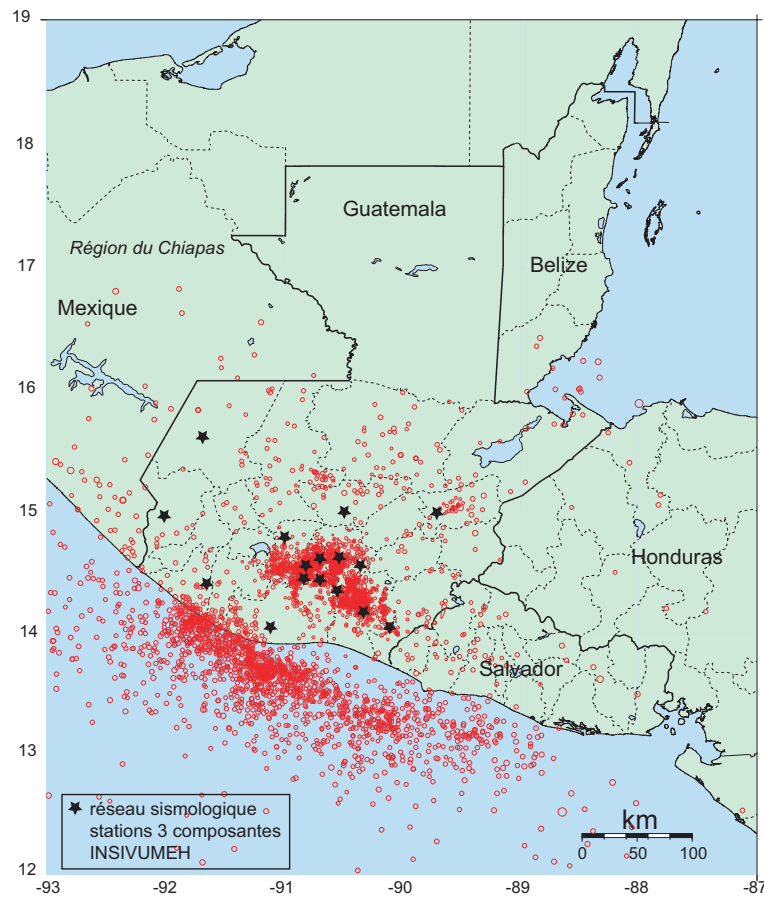 19
18
17
16
15
14
13
12
Guatemala
Région du Chiapas
Belize
Mexique
Honduras
Salvador
réseau sismologique
stations 3 composantes
INSIVUMEH
km
0 50 100
-93 -92 -91 -90 -89 -88 -87